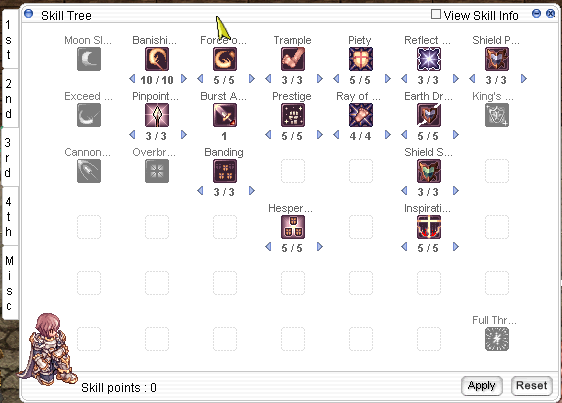 Skill Tree
View Skill Info
1st
2nd
3rd
4th
Misc
Moon Sl... Banishi... Force o... Trample Piety Reflect ... Shield P...
10 / 10 5 / 5 3 / 3 5 / 5 3 / 3 3 / 3
Exceed ... Pinpoint... Burst A... Prestige Ray of ... Earth Dr... King's ...
3 / 3 1 5 / 5 4 / 4 5 / 5
Cannon... Overbr... Banding Shield S...
3 / 3 3 / 3
Hesper... Inspirati...
5 / 5 5 / 5
Full Thr...
Skill points : 0
Apply
Reset